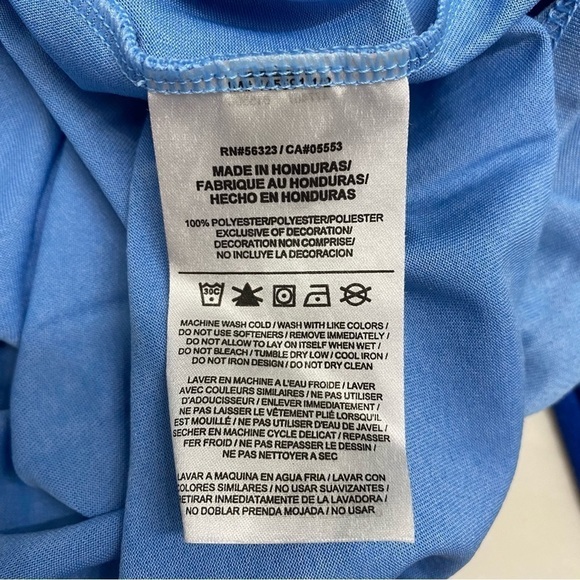 RN#56323 / CA#05553
MADE IN HONDURAS/
FABRIQUE AU HONDURAS/
HECHO EN HONDURAS
100% POLYESTER/POLYESTER/POLIESTER
EXCLUSIVE OF DECORATION/
DECORATION NON COMPRISE/
NO INCLUYE LA DECORACION
30C
MACHINE WASH COLD / WASH WITH LIKE COLORS /
DO NOT USE SOFTENERS / REMOVE IMMEDIATELY /
DO NOT ALLOW TO LAY ON ITSELF WHEN WET /
DO NOT BLEACH / TUMBLE DRY LOW / COOL IRON /
DO NOT IRON DESIGN / DO NOT DRY CLEAN
LAVER EN MACHINE A L'EAU FROIDE / LAVER
AVEC COULEURS SIMILAIRES / NE PAS UTILISER
D'ADOUCISSEUR / ENLEVER IMMEDIATEMENT /
NE PAS LAISSER LE VÊTEMENT PLIÉ LORSQU'IL
EST MOUILLÉ / NE PAS UTILISER D'EAU DE JAVEL /
SECHER EN MACHINE CYCLE DELICAT / REPASSER
FER FROID / NE PAS REPASSER LE DESSIN /
NE PAS NETTOYER A SEC
LAVAR A MAQUINA EN AGUA FRIA / LAVAR CON
COLORES SIMILARES / NO USAR SUAVIZANTES /
RETIRAR INMEDIATAMENTE DE LA LAVADORA /
NO DOBLAR PRENDA MOJADA / NO USAR